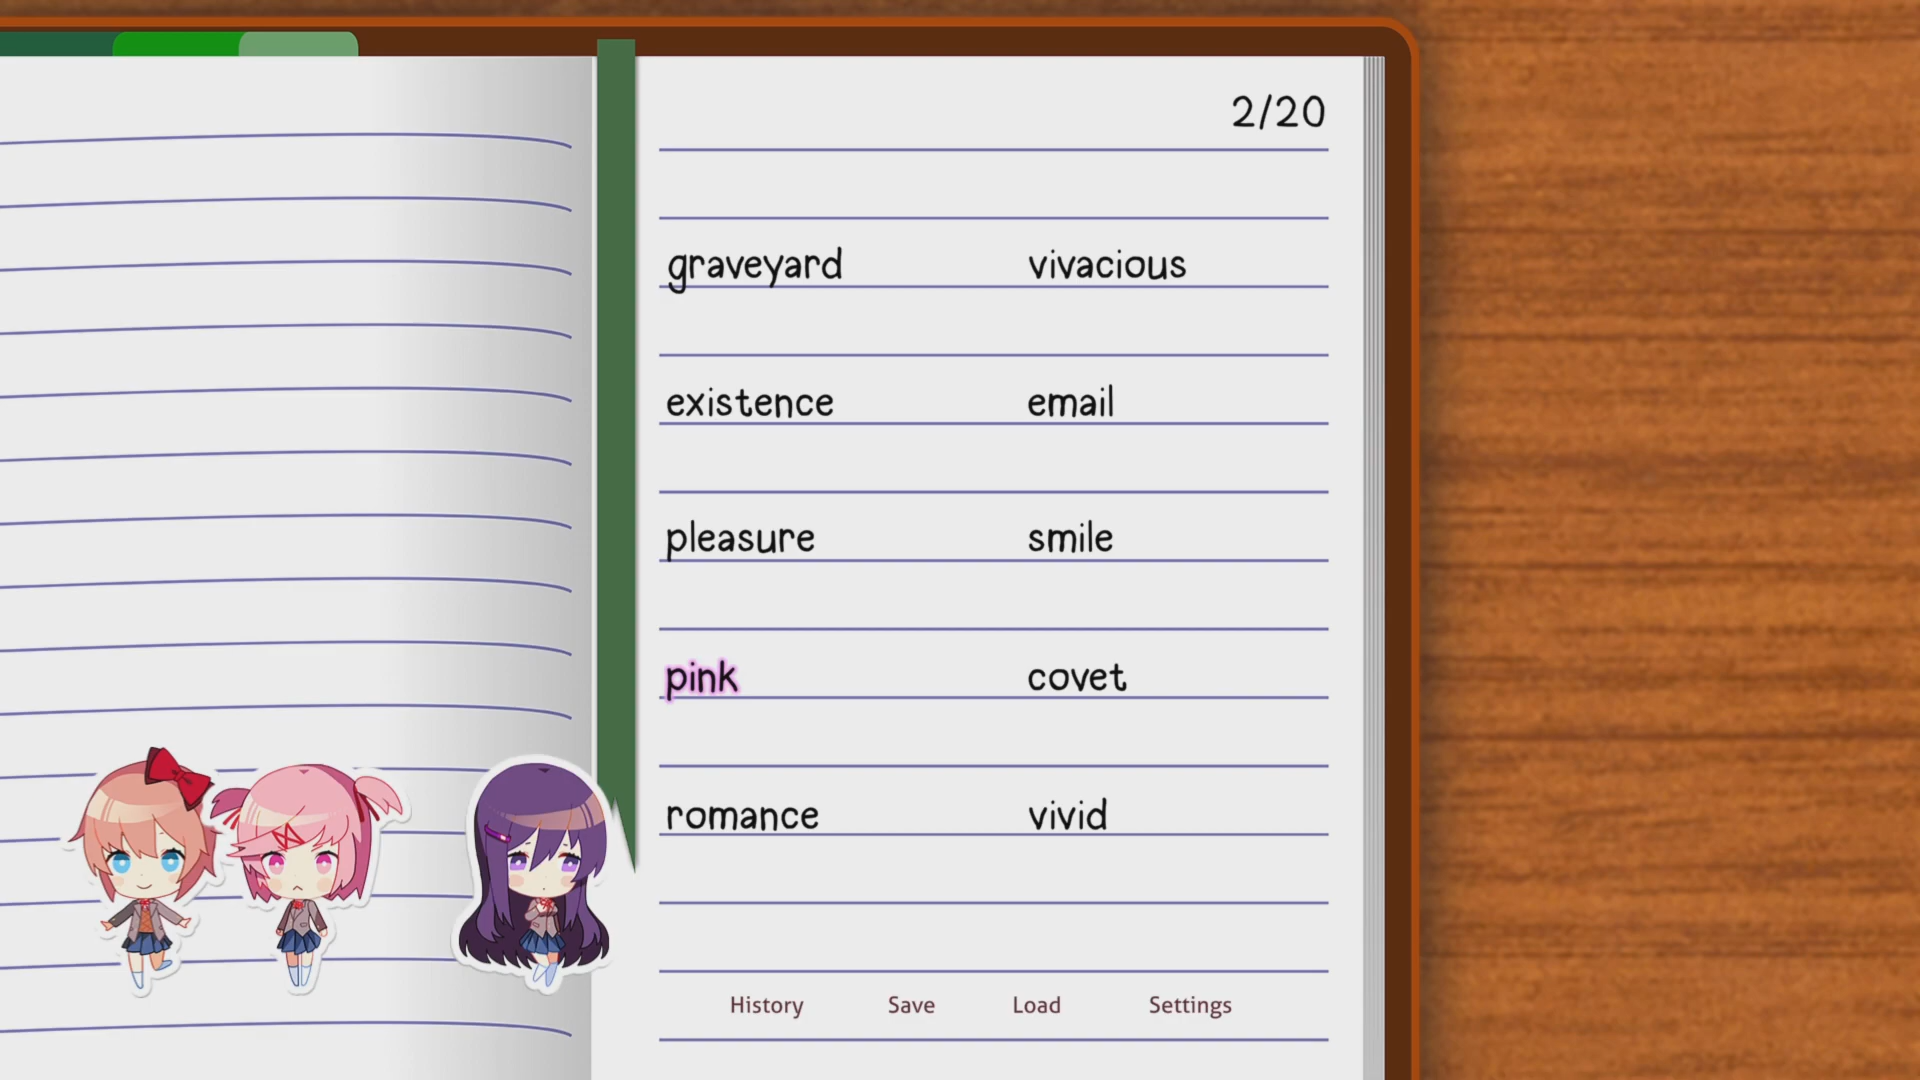 2/20
graveyard vivacious
existence email
pleasure smile
pink covet
romance vivid
History Save Load Settings